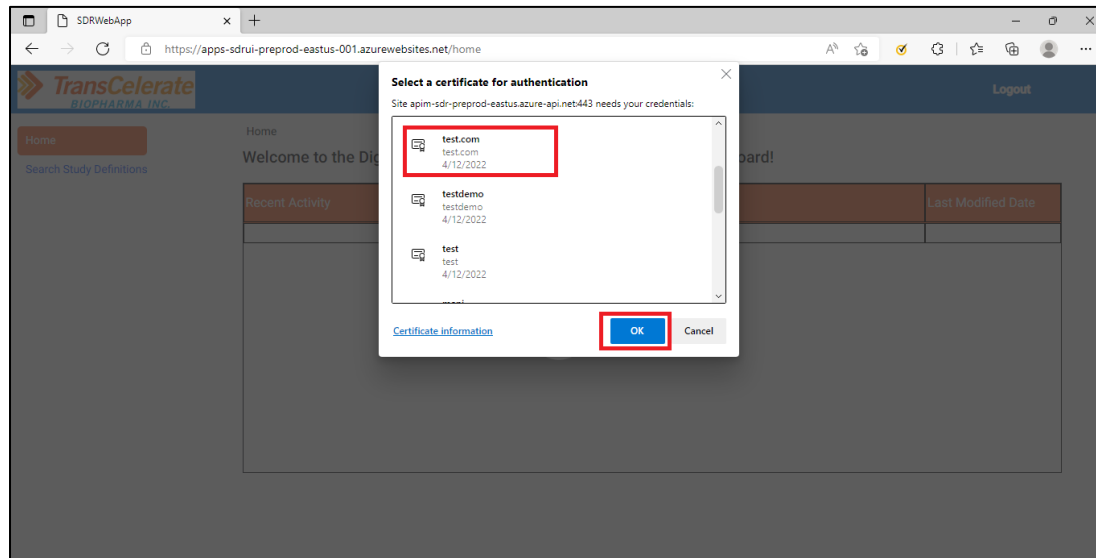 SDRWebApp
https://apps-sdrui-preprod-eastus-001.azurewebsites.net/home
TransCelerate
BIOPHARMA INC.
Logout
Home
Search Study Definitions
Home
Welcome to the Dig
oard!
Recent Activity
Last Modified Date
Select a certificate for authentication
Site apim-sdr-preprod-eastus.azure-api.net:443 needs your credentials:
test.com
test.com
4/12/2022
testdemo
testdemo
4/12/2022
test
test
4/12/2022
Certificate information
OK
Cancel